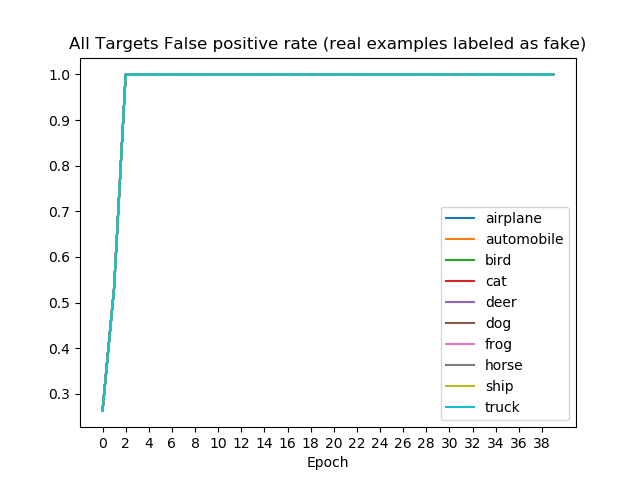 All Targets False positive rate (real examples labeled as fake)
1.0
0.9
0.8
0.7
0.6
0.5
0.4
0.3
airplane
automobile
bird
cat
deer
dog
frog
horse
ship
truck
0 2 4 6 8 10 12 14 16 18 20 22 24 26 28 30 32 34 36 38
Epoch